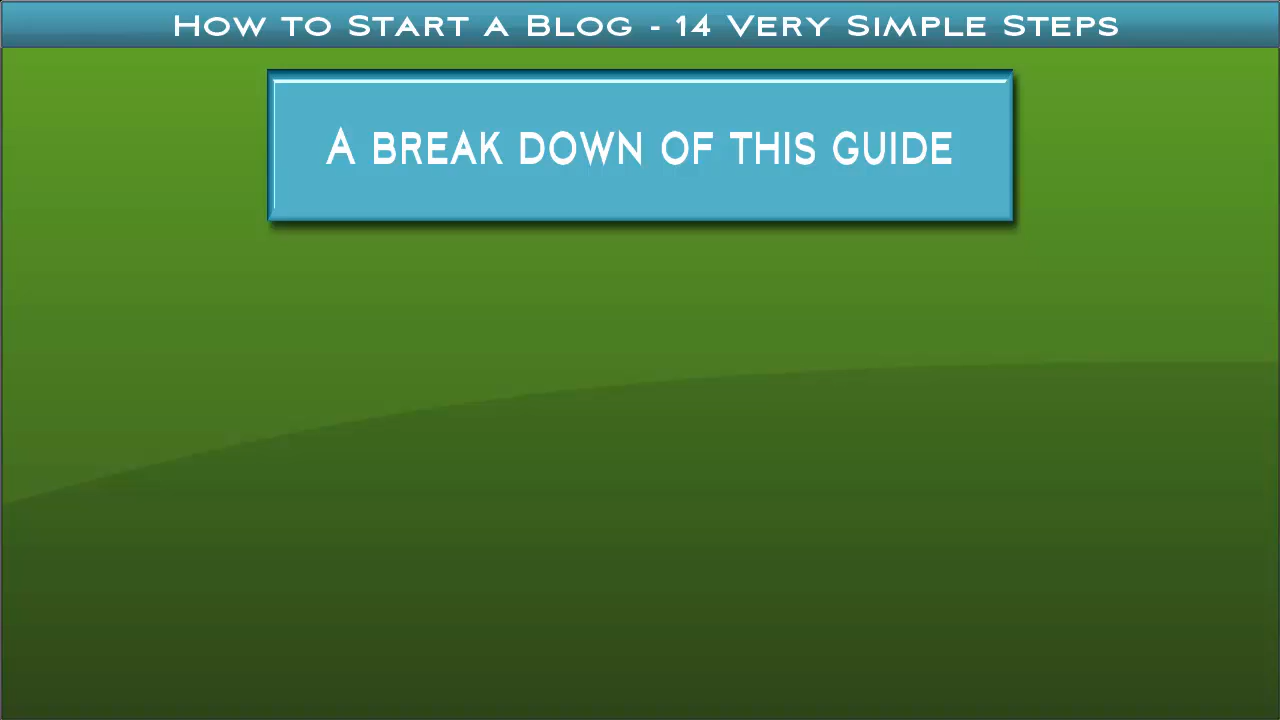 How to Start a Blog - 14 Very Simple Steps
A break down of this guide